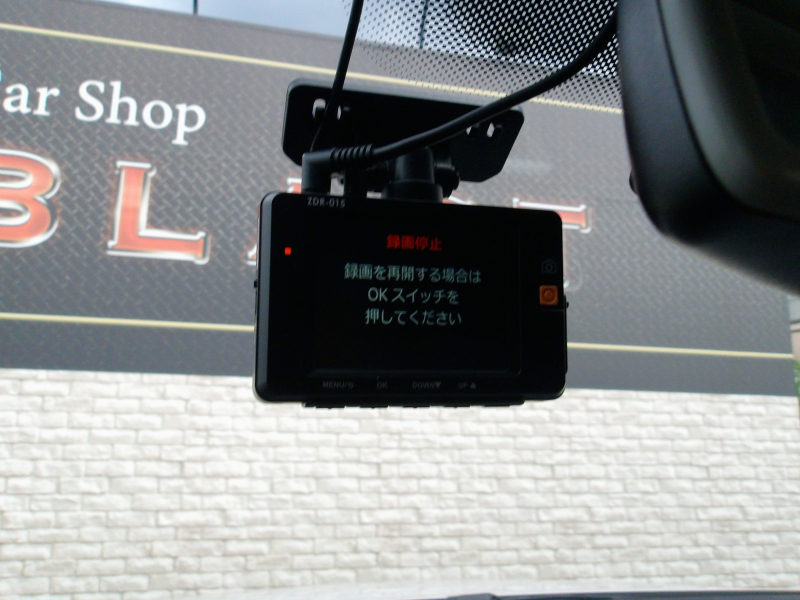 ar Shop
BLA T
ZDR-015
録画停止
録画を再開する場合は
OKスイッチを
押してください
MENU/ OK DOWN▼ UP▲